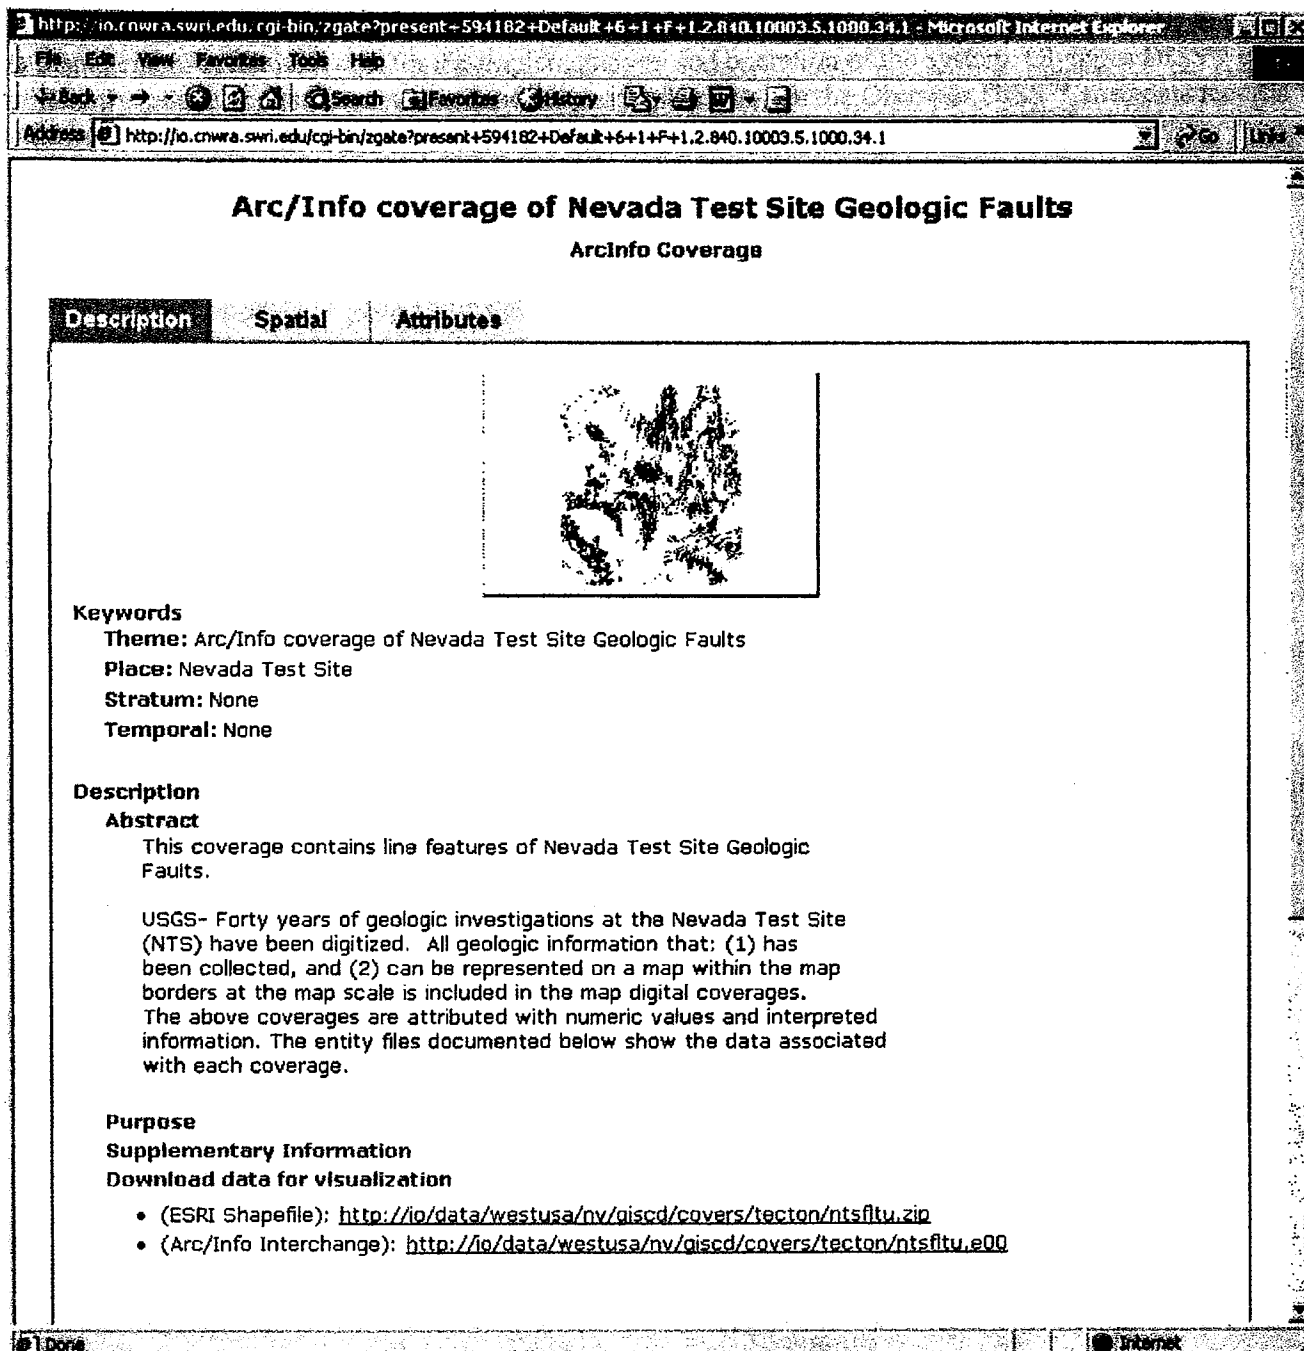 http://io.cnwra.swri.edu/cgi-bin/zgate?present+594182+Default+6+1+F+1.2.840.10003.5.1000.34.1 - Microsoft Internet Explorer
File Edit View Favorites Tools Help
Back Search Favorites History
Address http://io.cnwra.swri.edu/cgi-bin/zgate?present+594182+Default+6+1+F+1.2.840.10003.5.1000.34.1 Go Links
Arc/Info coverage of Nevada Test Site Geologic Faults
ArcInfo Coverage
Description Spatial Attributes
Keywords
Theme: Arc/Info coverage of Nevada Test Site Geologic Faults
Place: Nevada Test Site
Stratum: None
Temporal: None
Description
Abstract
This coverage contains line features of Nevada Test Site Geologic
Faults.
USGS- Forty years of geologic investigations at the Nevada Test Site
(NTS) have been digitized. All geologic information that: (1) has
been collected, and (2) can be represented on a map within the map
borders at the map scale is included in the map digital coverages.
The above coverages are attributed with numeric values and interpreted
information. The entity files documented below show the data associated
with each coverage.
Purpose
Supplementary Information
Download data for visualization
• (ESRI Shapefile): http://io/data/westusa/nv/giscd/covers/tecton/ntsfltu.zip
• (Arc/Info Interchange): http://io/data/westusa/nv/giscd/covers/tecton/ntsfltu.e00
Done Internet